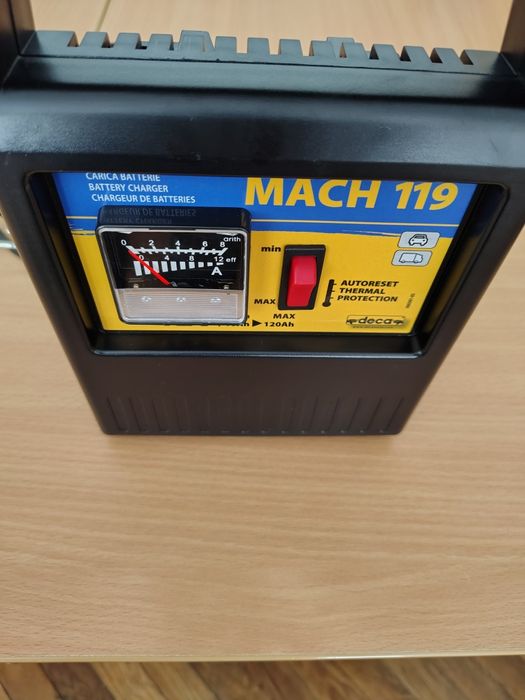 CARICA BATTERIE
BATTERY CHARGER
CHARGEUR DE BATTERIES
MACH 119
0 2 4 6 8 arith
0 4 8 12 eff
A
min
MAX
AUTORESET
THERMAL
PROTECTION
MAX
120Ah
deca